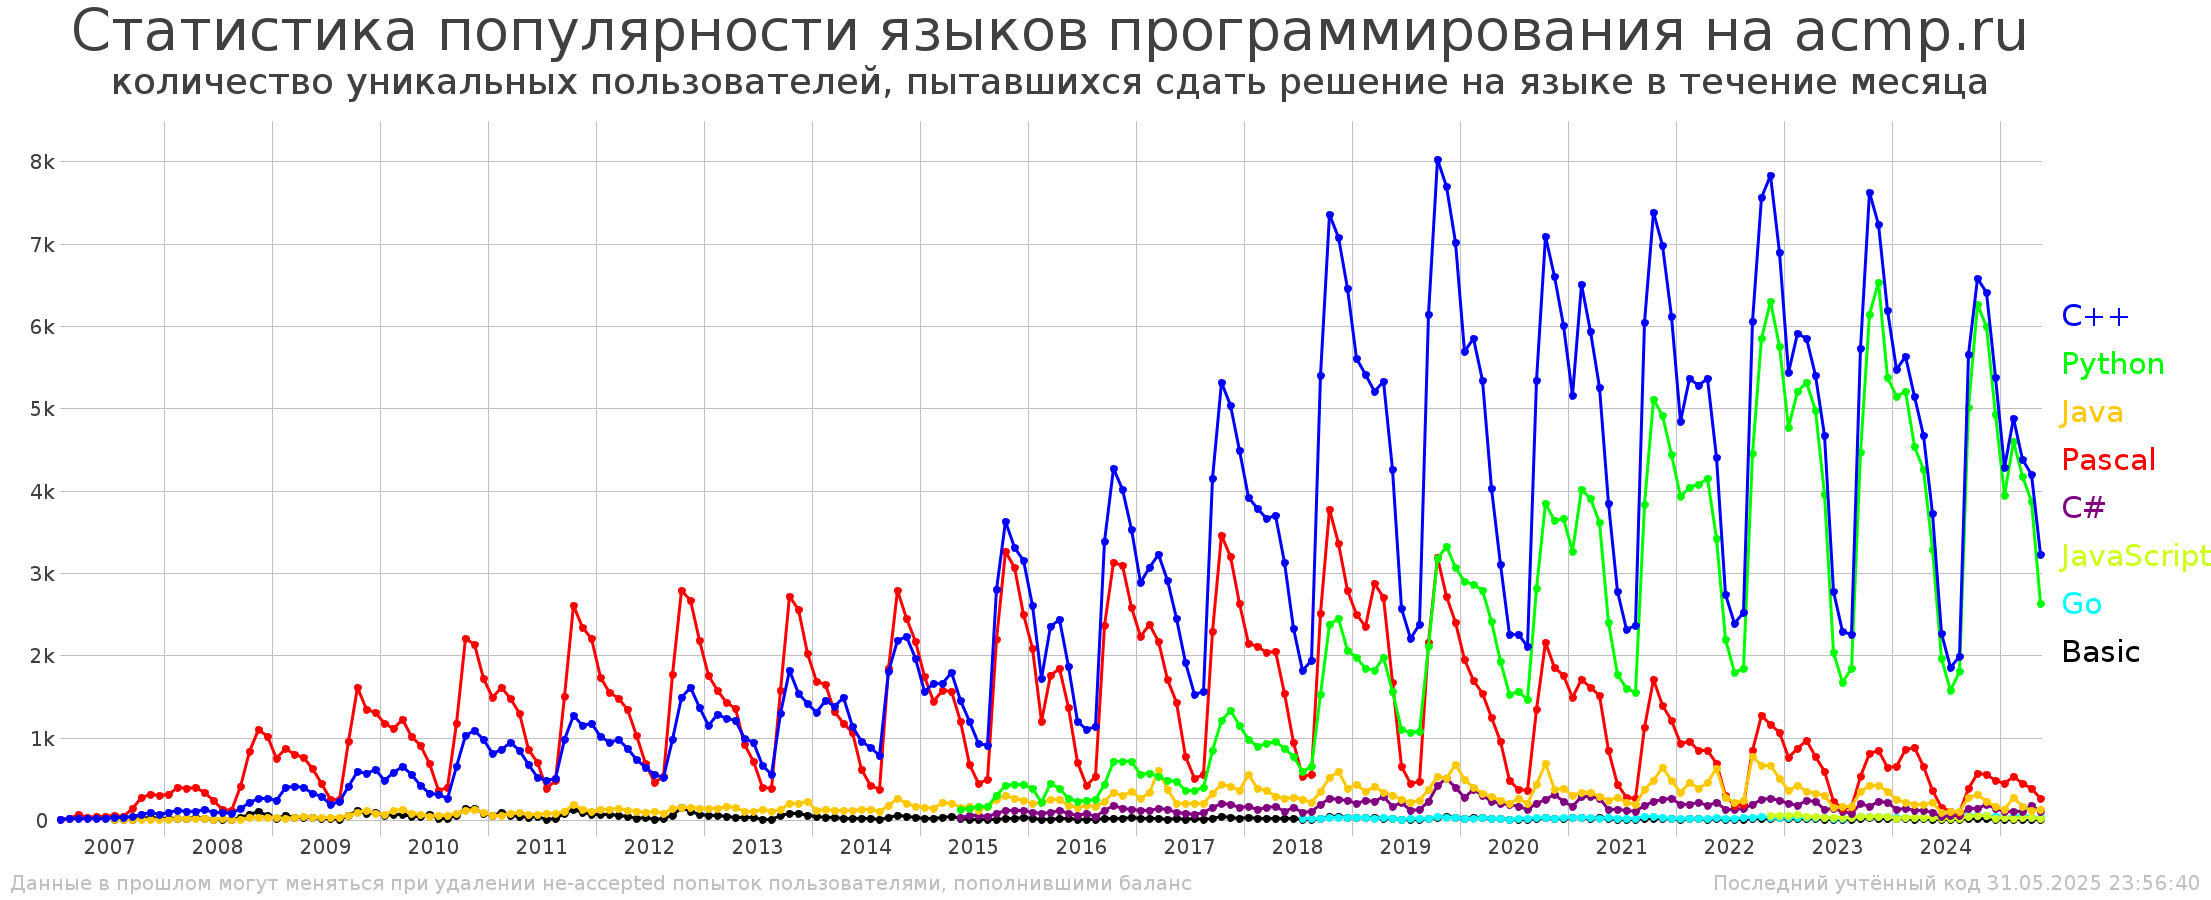 Статистика популярности языков программирования на acmp.ru
количество уникальных пользователей, пытавшихся сдать решение на языке в течение месяца
8k
7k
6k
5k
4k
3k
2k
1k
0
C++
Python
Java
Pascal
C#
JavaScript
Go
Basic
2007 2008 2009 2010 2011 2012 2013 2014 2015 2016 2017 2018 2019 2020 2021 2022 2023 2024
Данные в прошлом могут меняться при удалении не-accepted попыток пользователями, пополнившими баланс
Последний учтённый код 31.05.2025 23:56:40